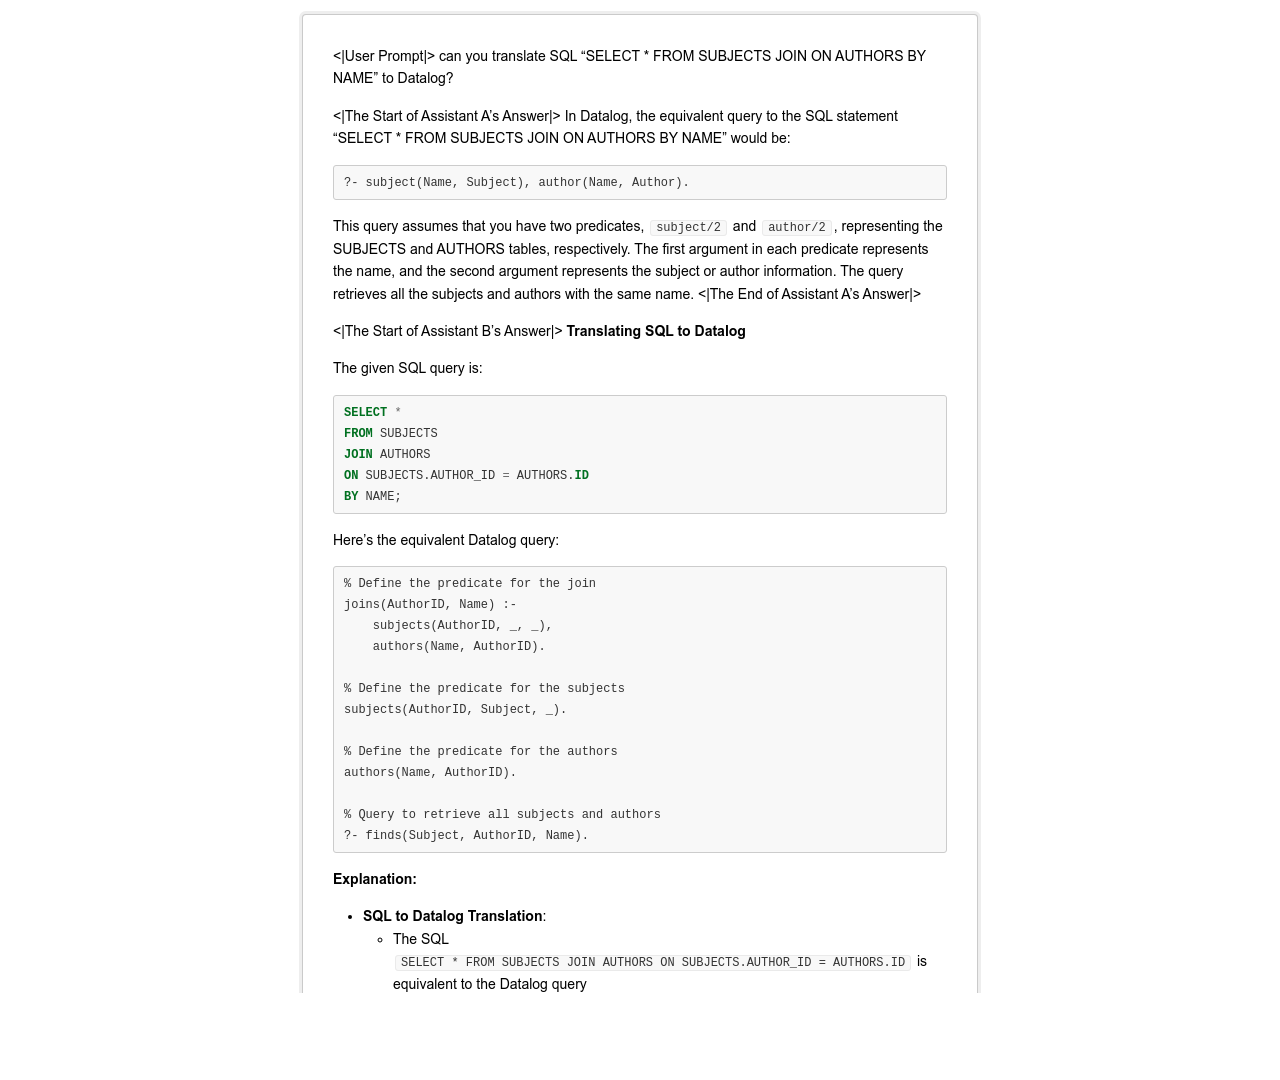 <|User Prompt|> can you translate SQL “SELECT * FROM SUBJECTS JOIN ON AUTHORS BY
NAME” to Datalog?
<|The Start of Assistant A’s Answer|> In Datalog, the equivalent query to the SQL statement
“SELECT * FROM SUBJECTS JOIN ON AUTHORS BY NAME” would be:
?- subject(Name, Subject), author(Name, Author).
This query assumes that you have two predicates, subject/2 and author/2, representing the
SUBJECTS and AUTHORS tables, respectively. The first argument in each predicate represents
the name, and the second argument represents the subject or author information. The query
retrieves all the subjects and authors with the same name. <|The End of Assistant A’s Answer|>
<|The Start of Assistant B’s Answer|> Translating SQL to Datalog
The given SQL query is:
SELECT *
FROM SUBJECTS
JOIN AUTHORS
ON SUBJECTS.AUTHOR_ID = AUTHORS.ID
BY NAME;
Here’s the equivalent Datalog query:
% Define the predicate for the join
joins(AuthorID, Name) :-
    subjects(AuthorID, _, _),
    authors(Name, AuthorID).
% Define the predicate for the subjects
subjects(AuthorID, Subject, _).
% Define the predicate for the authors
authors(Name, AuthorID).
% Query to retrieve all subjects and authors
?- finds(Subject, AuthorID, Name).
Explanation:
• SQL to Datalog Translation:
◦ The SQL
SELECT * FROM SUBJECTS JOIN AUTHORS ON SUBJECTS.AUTHOR_ID = AUTHORS.ID is
equivalent to the Datalog query